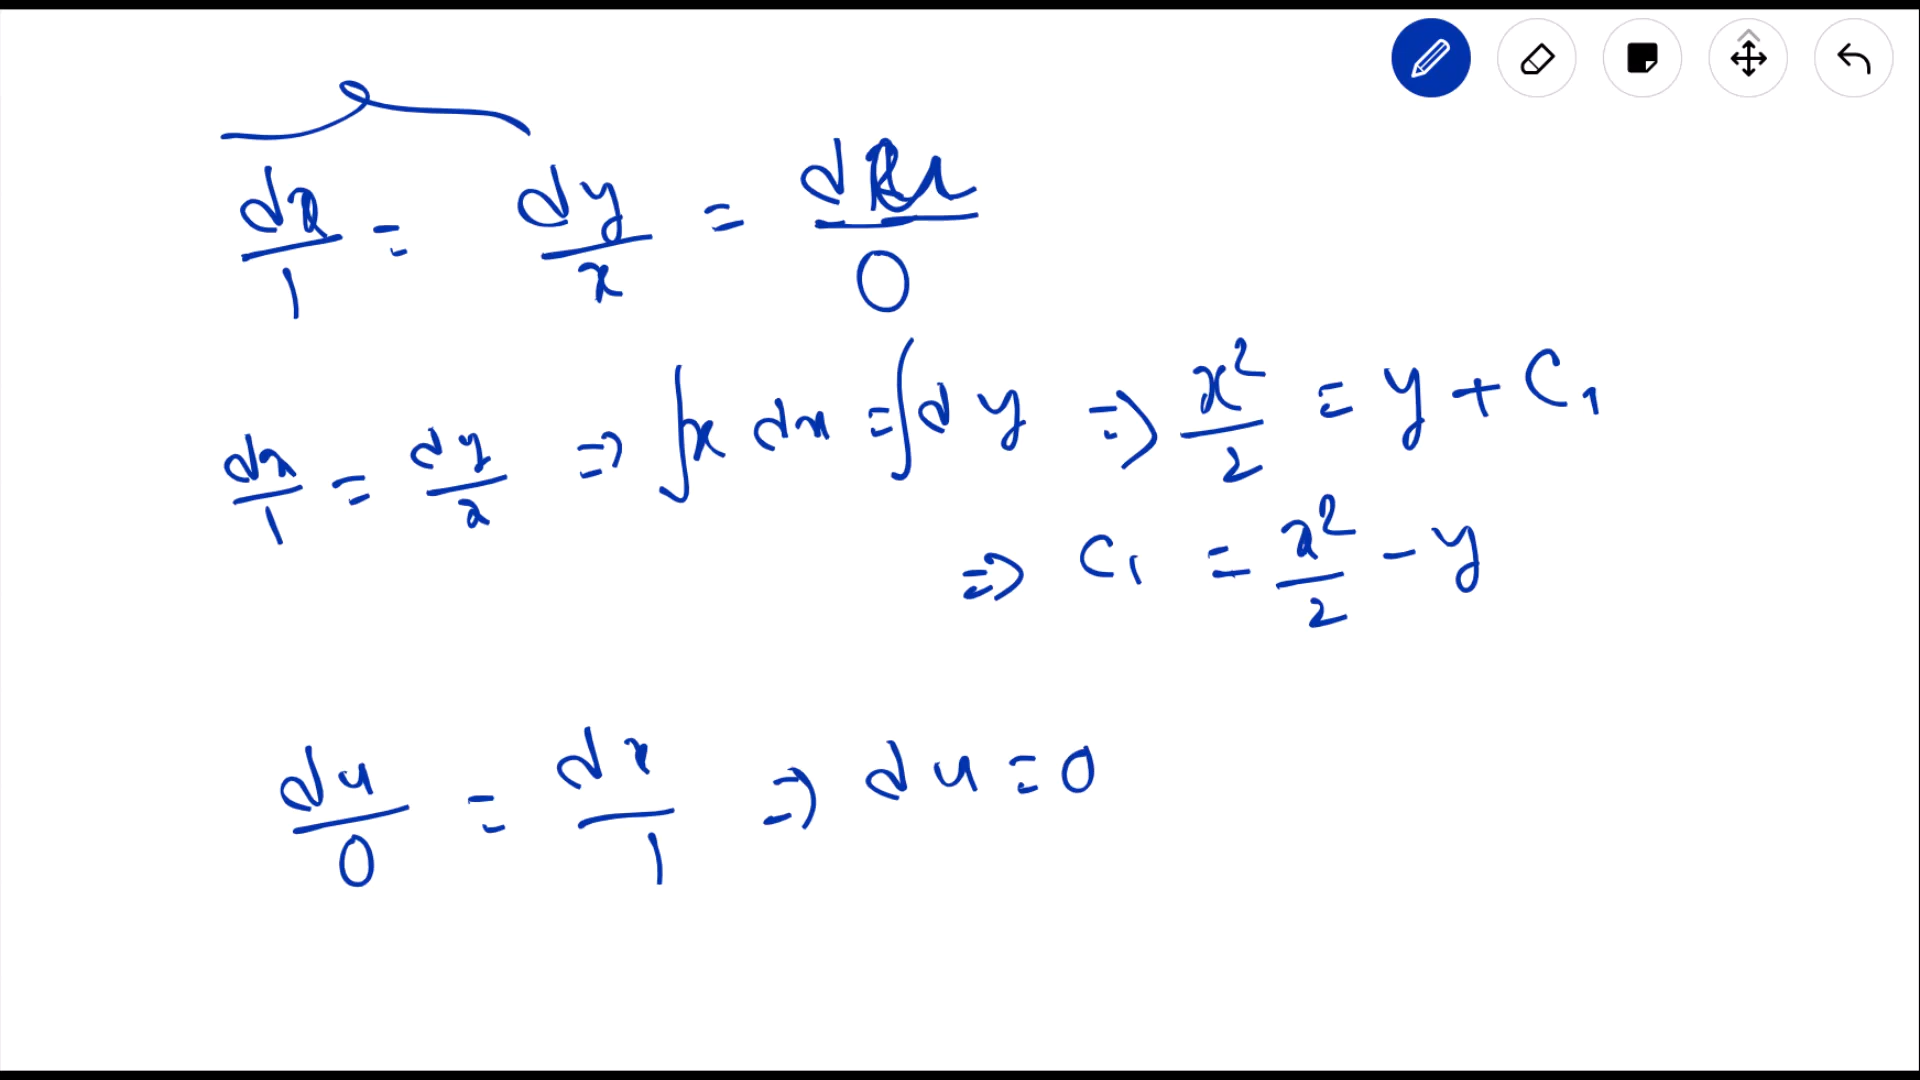 dx/1 = dy/x = du/0
dx/1 = dy/x ⇒ ∫x dx = ∫dy ⇒ x²/2 = y + C₁
⇒ C₁ = x²/2 - y
du/0 = dx/1 ⇒ du = 0